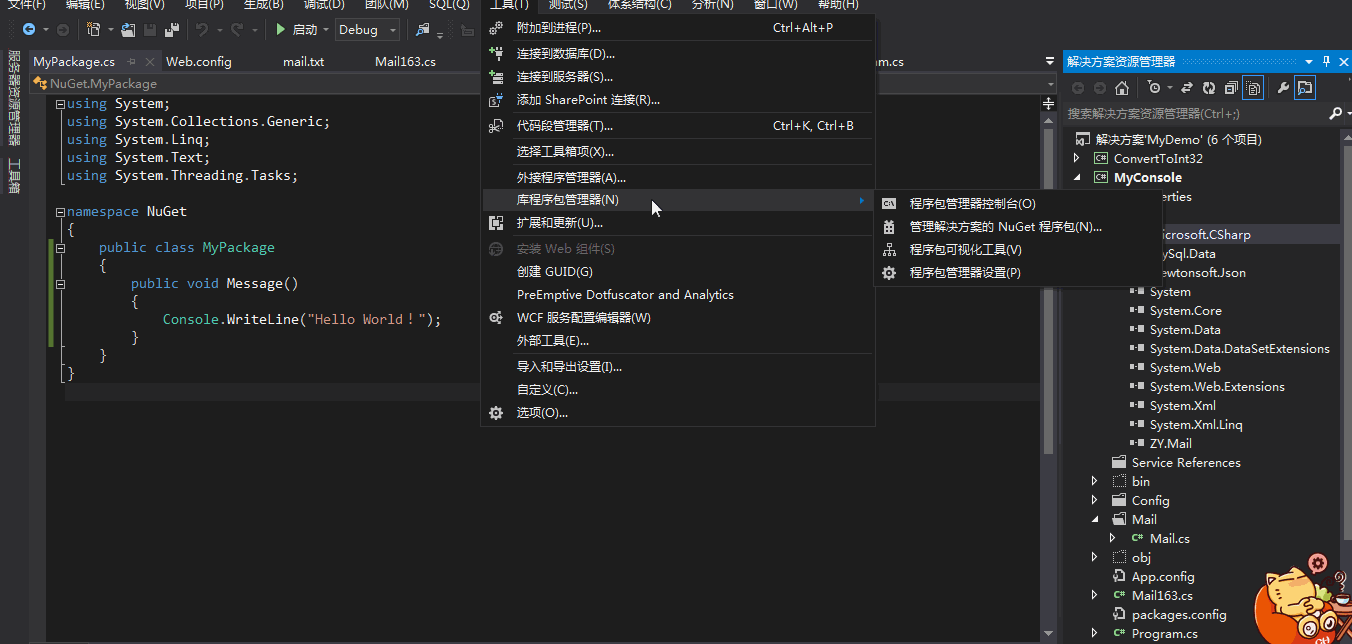 文件(F) 编辑(E) 视图(V) 项目(P) 生成(B) 调试(D) 团队(M) SQL(Q) 工具(T) 测试(S) 体系结构(C) 分析(N) 窗口(W) 帮助(H)
启动 Debug
服务器资源管理器
工具箱
MyPackage.cs Web.config mail.txt Mail163.cs
NuGet.MyPackage
using System;
using System.Collections.Generic;
using System.Linq;
using System.Text;
using System.Threading.Tasks;
namespace NuGet
{
public class MyPackage
{
public void Message()
{
Console.WriteLine("Hello World！");
}
}
}
附加到进程(P)... Ctrl+Alt+P
连接到数据库(D)...
连接到服务器(S)...
添加 SharePoint 连接(R)...
代码段管理器(T)... Ctrl+K, Ctrl+B
选择工具箱项(X)...
外接程序管理器(A)...
库程序包管理器(N)
扩展和更新(U)...
安装 Web 组件(S)
创建 GUID(G)
PreEmptive Dotfuscator and Analytics
WCF 服务配置编辑器(W)
外部工具(E)...
导入和导出设置(I)...
自定义(C)...
选项(O)...
程序包管理器控制台(O)
管理解决方案的 NuGet 程序包(N)...
程序包可视化工具(V)
程序包管理器设置(P)
m.cs
解决方案资源管理器
搜索解决方案资源管理器(Ctrl+;)
解决方案'MyDemo' (6 个项目)
C# ConvertToInt32
C# MyConsole
erties
icrosoft.CSharp
ySql.Data
ewtonsoft.Json
System
System.Core
System.Data
System.Data.DataSetExtensions
System.Web
System.Web.Extensions
System.Xml
System.Xml.Linq
ZY.Mail
Service References
bin
Config
Mail
C# Mail.cs
obj
App.config
C# Mail163.cs
packages.config
C# Program.cs